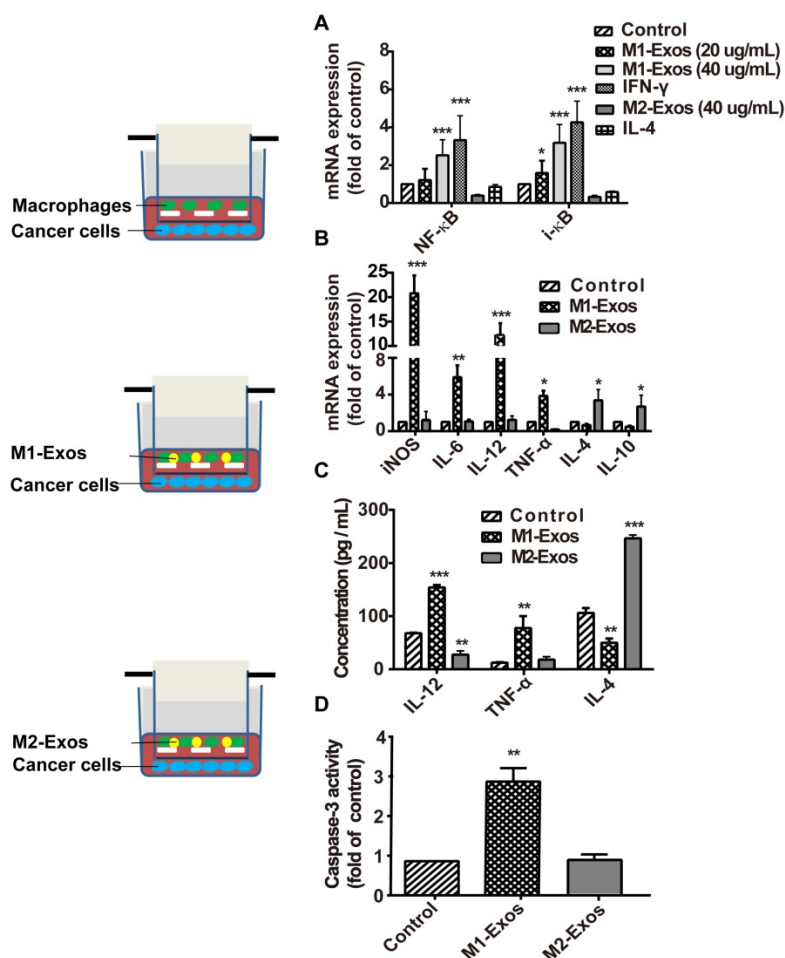 Macrophages
Cancer cells
M1-Exos
Cancer cells
M2-Exos
Cancer cells
A
mRNA expression
(fold of control)
8
6
4
2
0
Control
M1-Exos (20 ug/mL)
M1-Exos (40 ug/mL)
IFN-γ
M2-Exos (40 ug/mL)
IL-4
***
***
*
***
***
NF-κB
i-κB
B
mRNA expression
(fold of control)
25
20
15
10
8
4
0
Control
M1-Exos
M2-Exos
***
**
***
*
*
*
iNOS
IL-6
IL-12
TNF-α
IL-4
IL-10
C
Concentration (pg / mL)
300
200
100
0
Control
M1-Exos
M2-Exos
***
**
**
**
***
IL-12
TNF-α
IL-4
D
Caspase-3 activity
(fold of control)
4
3
2
1
0
**
Control
M1-Exos
M2-Exos